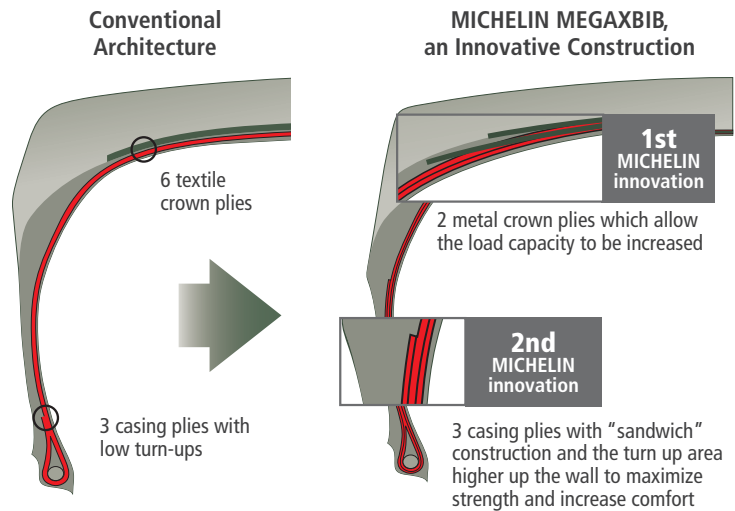 Conventional
Architecture
MICHELIN MEGAXBIB,
an Innovative Construction
6 textile
crown plies
3 casing plies with
low turn-ups
1st
MICHELIN
innovation
2 metal crown plies which allow
the load capacity to be increased
2nd
MICHELIN
innovation
3 casing plies with “sandwich”
construction and the turn up area
higher up the wall to maximize
strength and increase comfort